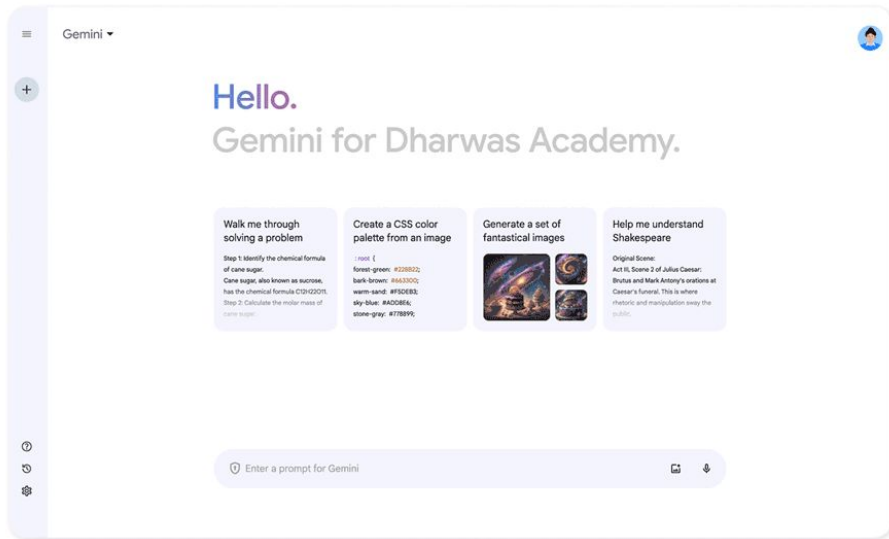 Gemini
Hello.
Gemini for Dharwas Academy.
Walk me through
solving a problem
Step 1: Identify the chemical formula
of cane sugar.
Cane sugar, also known as sucrose,
has the chemical formula C12H22O11.
Step 2: Calculate the molar mass of
cane sugar.
Create a CSS color
palette from an image
:root {
forest-green: #228B22;
bark-brown: #663300;
warm-sand: #F5DEB3;
sky-blue: #ADD8E6;
stone-gray: #778899;
Generate a set of
fantastical images
Help me understand
Shakespeare
Original Scene:
Act III, Scene 2 of Julius Caesar:
Brutus and Mark Antony's orations at
Caesar's funeral. This is where
rhetoric and manipulation sway the
public.
Enter a prompt for Gemini